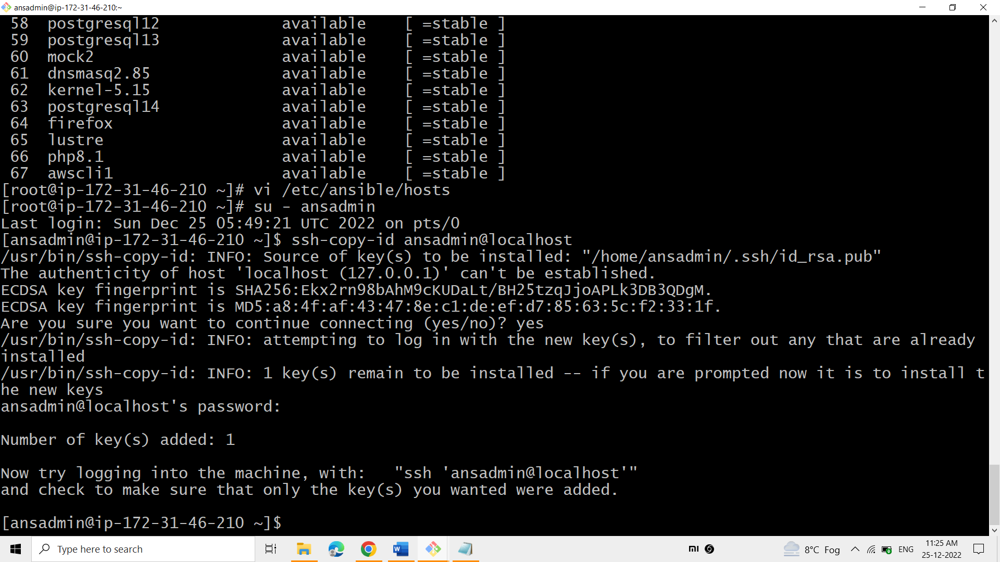 ansadmin@ip-172-31-46-210:~
58 postgresql12 available [ =stable ]
59 postgresql13 available [ =stable ]
60 mock2 available [ =stable ]
61 dnsmasq2.85 available [ =stable ]
62 kernel-5.15 available [ =stable ]
63 postgresql14 available [ =stable ]
64 firefox available [ =stable ]
65 lustre available [ =stable ]
66 php8.1 available [ =stable ]
67 awscli1 available [ =stable ]
[root@ip-172-31-46-210 ~]# vi /etc/ansible/hosts
[root@ip-172-31-46-210 ~]# su - ansadmin
Last login: Sun Dec 25 05:49:21 UTC 2022 on pts/0
[ansadmin@ip-172-31-46-210 ~]$ ssh-copy-id ansadmin@localhost
/usr/bin/ssh-copy-id: INFO: Source of key(s) to be installed: "/home/ansadmin/.ssh/id_rsa.pub"
The authenticity of host 'localhost (127.0.0.1)' can't be established.
ECDSA key fingerprint is SHA256:Ekx2rn98bAhM9cKUDaLt/BH25tzqJjoAPLk3DB3QDgM.
ECDSA key fingerprint is MD5:a8:4f:af:43:47:8e:c1:de:ef:d7:85:63:5c:f2:33:1f.
Are you sure you want to continue connecting (yes/no)? yes
/usr/bin/ssh-copy-id: INFO: attempting to log in with the new key(s), to filter out any that are already
installed
/usr/bin/ssh-copy-id: INFO: 1 key(s) remain to be installed -- if you are prompted now it is to install t
he new keys
ansadmin@localhost's password:
Number of key(s) added: 1
Now try logging into the machine, with:   "ssh 'ansadmin@localhost'"
and check to make sure that only the key(s) you wanted were added.
[ansadmin@ip-172-31-46-210 ~]$
Type here to search
8°C Fog
ENG
11:25 AM
25-12-2022